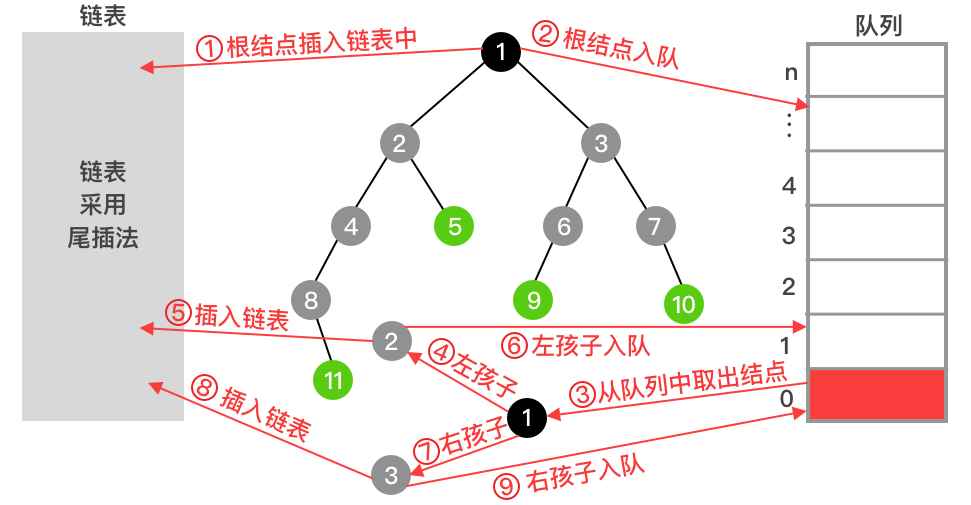 链表
队列
①根结点插入链表中
②根结点入队
1
n
⋮
2
3
链表
采用
尾插法
4
4
5
6
7
3
8
9
10
2
⑤插入链表
2
⑥左孩子入队
1
11
④左孩子
③从队列中取出结点
0
⑧插入链表
1
⑦右孩子
3
⑨右孩子入队